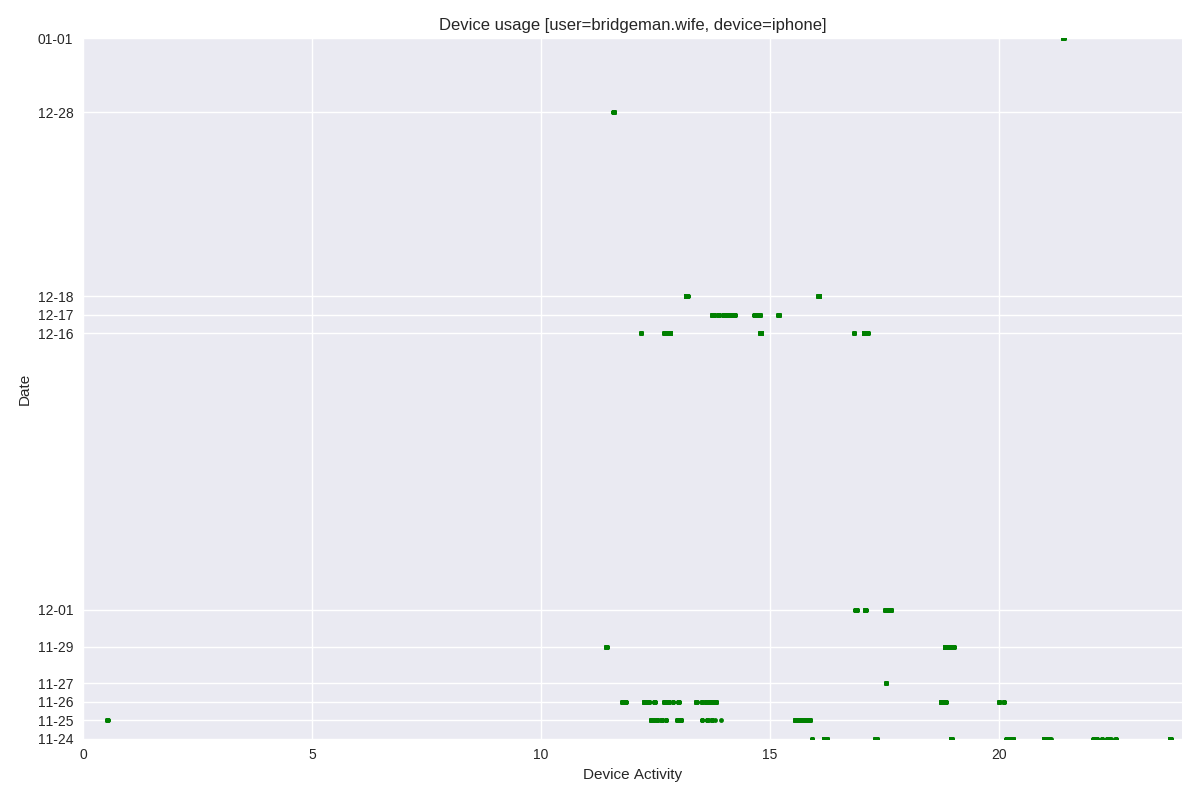 Device usage [user=bridgeman.wife, device=iphone]
01-01
12-28
12-18
12-17
12-16
Date
12-01
11-29
11-27
11-26
11-25
11-24
0 5 10 15 20
Device Activity